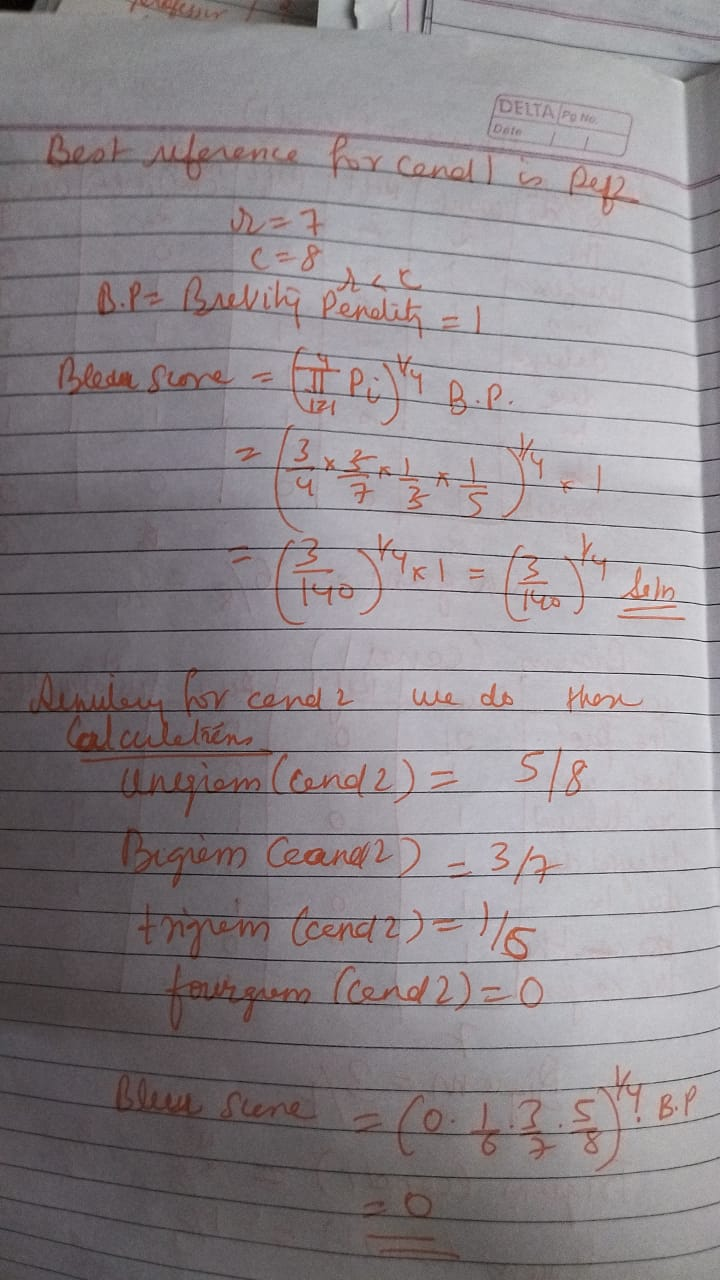 DELTA Pg No.
Date / /
Best reference for cand 1 is Ref2
r = 7
c = 8
r < c
B.P = Brevity Penality = 1
Bleu Score = (4 ∏ i=1 Pi)^1/4 B.P.
= (3/4 × 3/7 × 1/3 × 1/5)^1/4 × 1
= (3/140)^1/4 × 1 = (3/140)^1/4 Soln
for cand 2 we do then
Calculations
Unigram (cand 2) = 5/8
Bigram (cand 2) = 3/7
trigram (cand 2) = 1/6
fourgram (cand 2) = 0
Bleu Score = (0 · 1/6 · 3/7 · 5/8)^1/4 · B.P
= 0